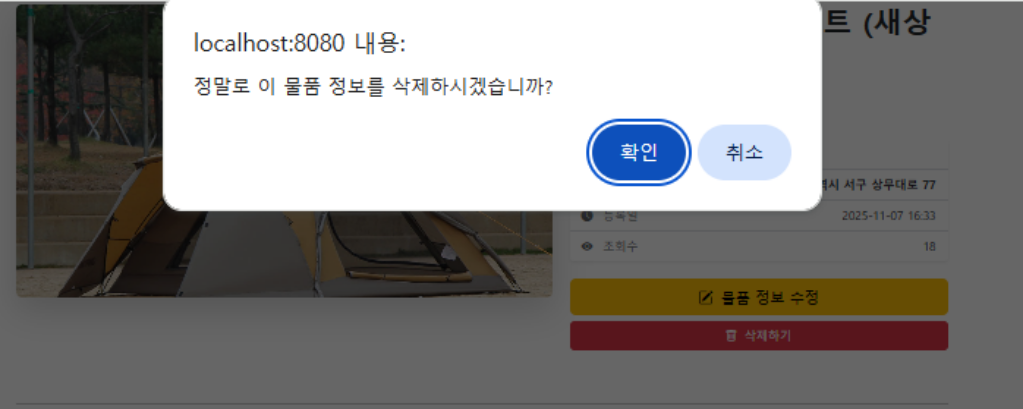 트 (새상
localhost:8080 내용:
정말로 이 물품 정보를 삭제하시겠습니까?
확인 취소
서구 상무대로 77
등록일 2025-11-07 16:33
조회수 18
물품 정보 수정
삭제하기